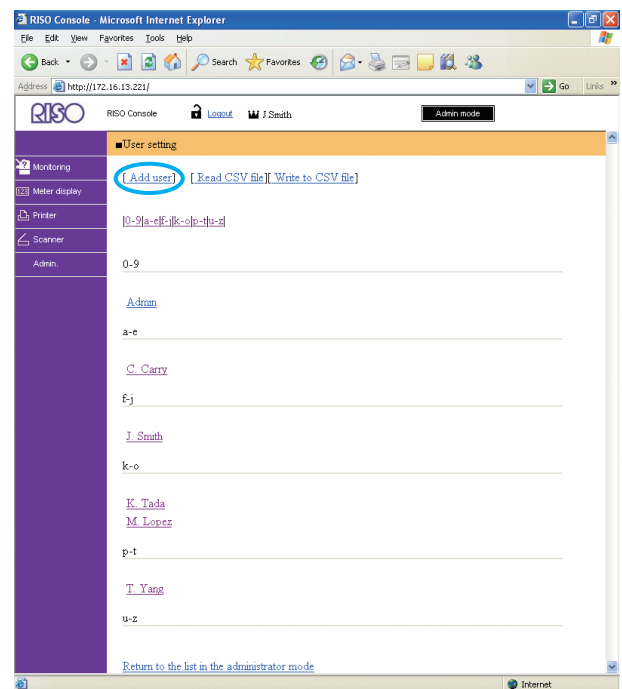 RISO Console - Microsoft Internet Explorer
File Edit View Favorites Tools Help
Back Search Favorites
Address http://172.16.13.221/ Go Links »
RISO RISO Console Logout J.Smith Admin mode
■User setting
Monitoring
[ Add user] [ Read CSV file][ Write to CSV file]
123 Meter display
Printer
|0-9|a-e|f-j|k-o|p-t|u-z|
Scanner
Admin.
0-9
Admin
a-e
C. Carry
f-j
J. Smith
k-o
K. Tada
M. Lopez
p-t
T. Yang
u-z
Return to the list in the administrator mode
Internet